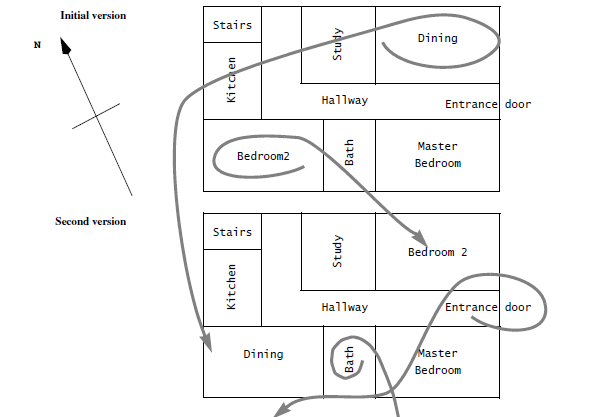 Initial version
N
Stairs
Study
Dining
Kitchen
Hallway
Entrance door
Bedroom2
Bath
Master
Bedroom
Second version
Stairs
Study
Bedroom 2
Kitchen
Hallway
Entrance door
Dining
Bath
Master
Bedroom